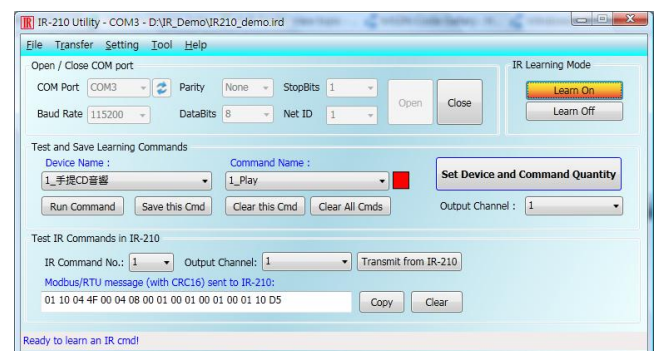 IR-210 Utility - COM3 - D:\IR_Demo\IR210_demo.ird
File Transfer Setting Tool Help
Open / Close COM port
IR Learning Mode
COM Port COM3 Parity None StopBits 1
Baud Rate 115200 DataBits 8 Net ID 1
Open Close
Learn On
Learn Off
Test and Save Learning Commands
Device Name : Command Name :
1_手提CD音響 1_Play
Set Device and Command Quantity
Run Command Save this Cmd Clear this Cmd Clear All Cmds Output Channel : 1
Test IR Commands in IR-210
IR Command No.: 1 Output Channel: 1 Transmit from IR-210
Modbus/RTU message (with CRC16) sent to IR-210:
01 10 04 4F 00 04 08 00 01 00 01 00 01 00 01 10 D5 Copy Clear
Ready to learn an IR cmd!